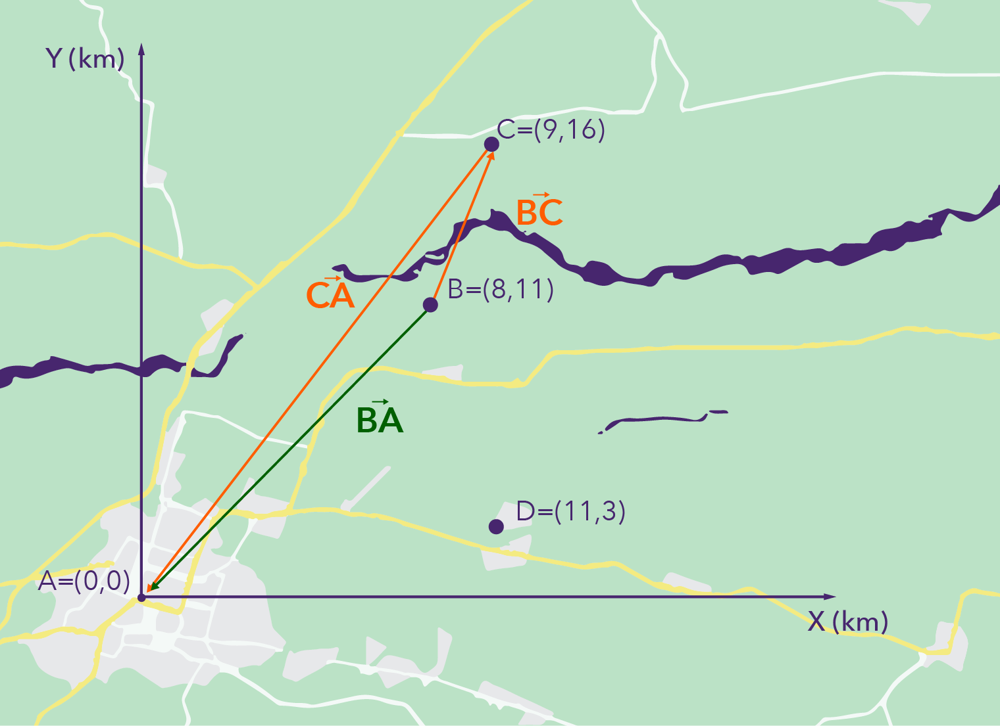 Y (km)
C=(9,16)
BC
CA
B=(8,11)
BA
D=(11,3)
A=(0,0)
X (km)